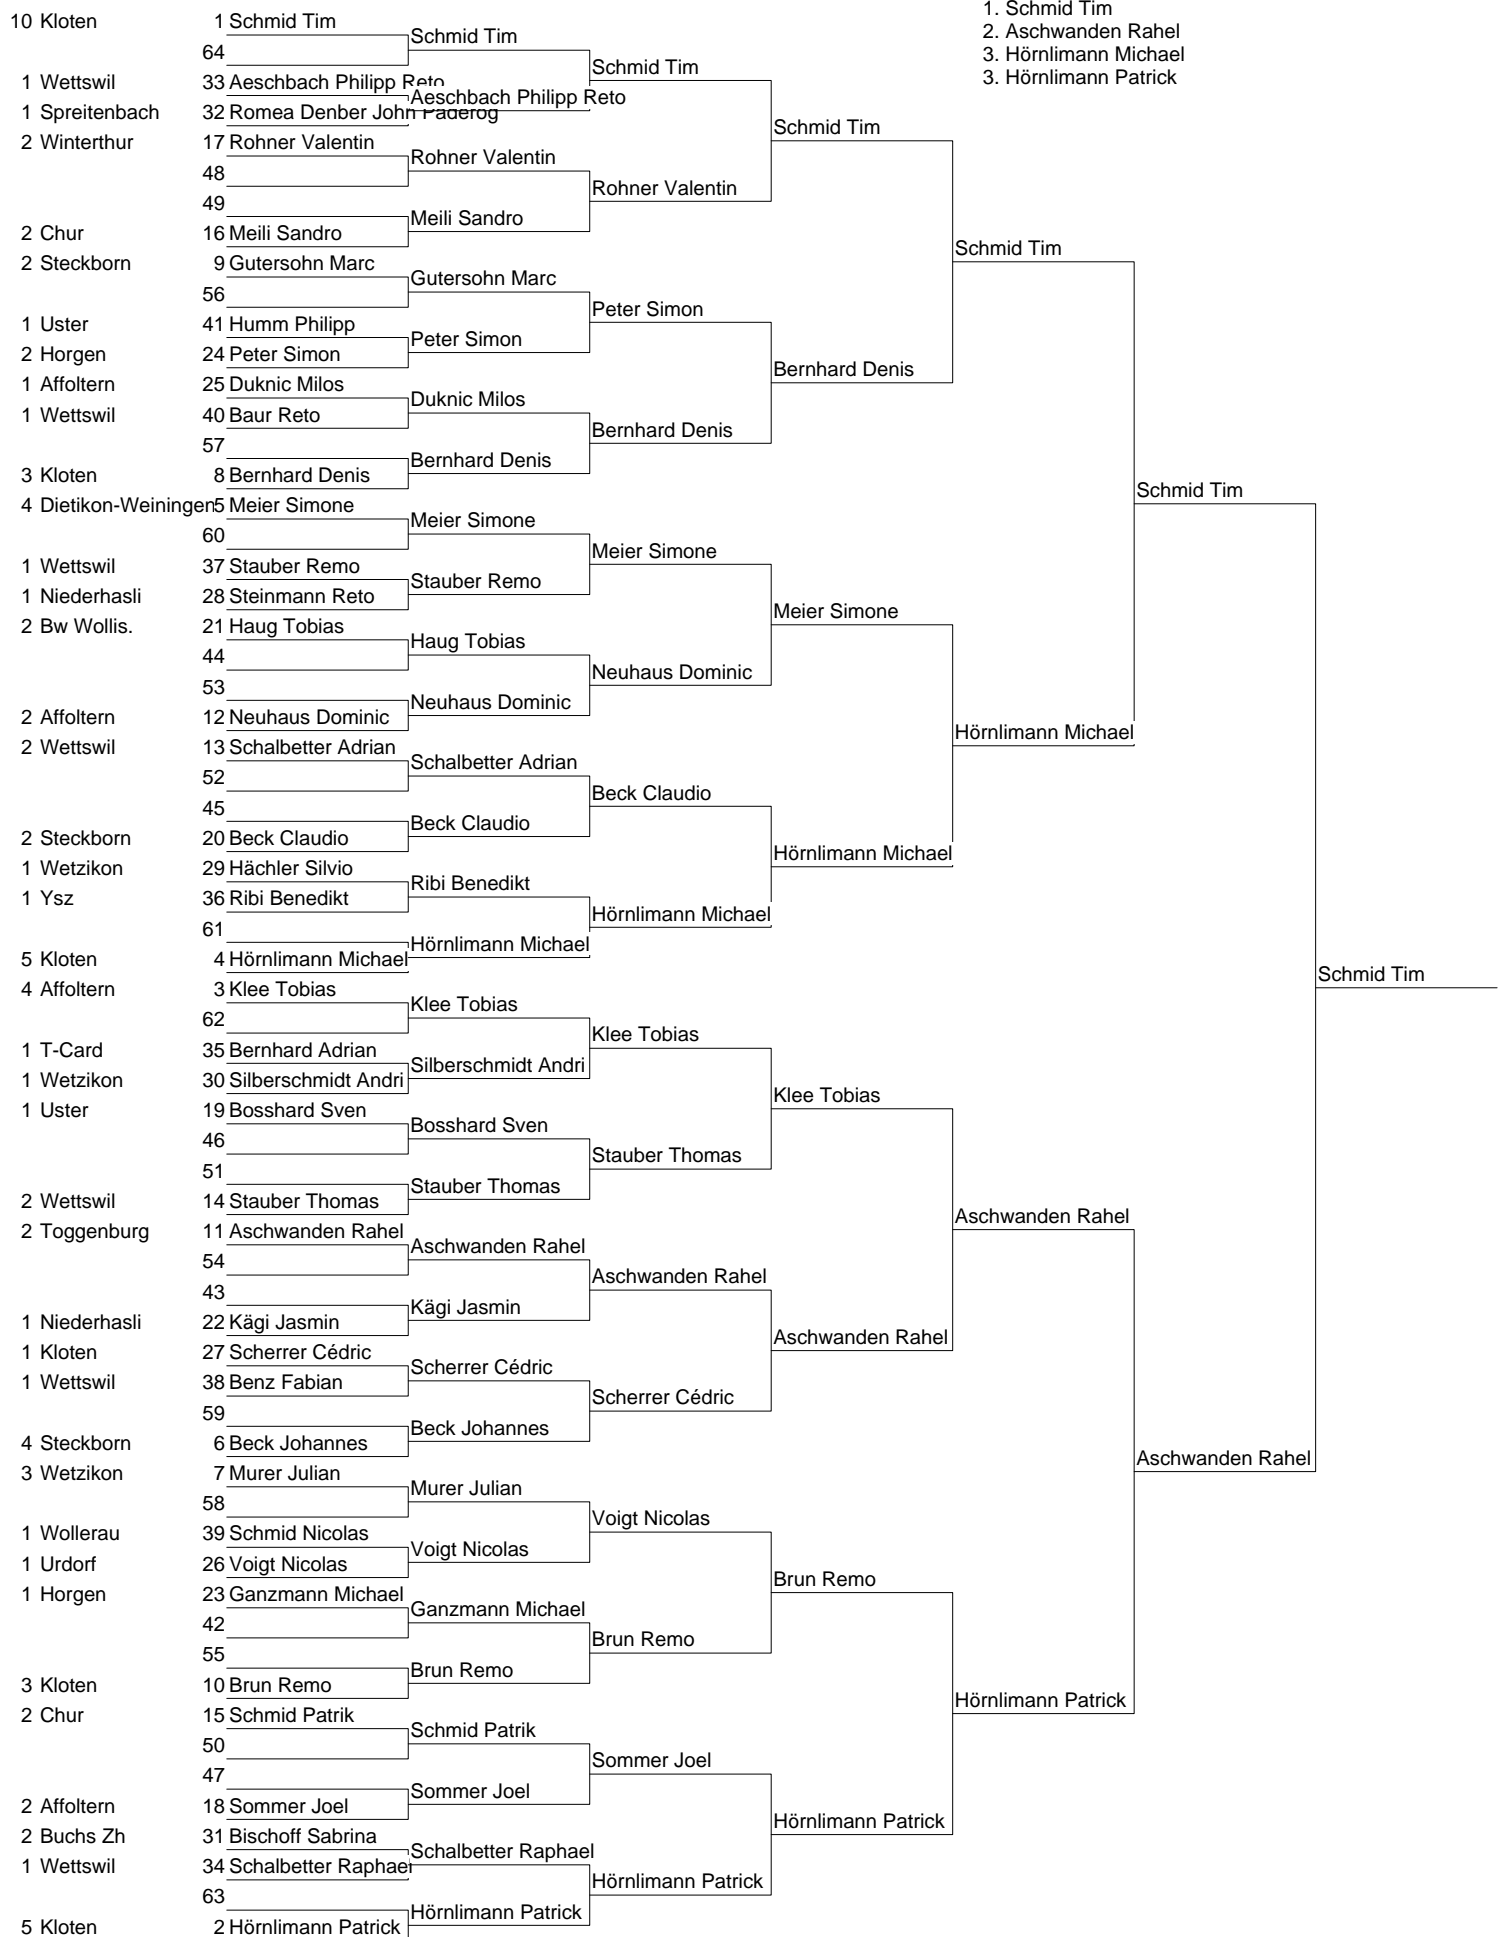 1. Schmid Tim
2. Aschwanden Rahel
3. Hörnlimann Michael
3. Hörnlimann Patrick
10 Kloten 1 Schmid Tim
Schmid Tim
64
Schmid Tim
1 Wettswil 33 Aeschbach Philipp Reto
Aeschbach Philipp Reto
1 Spreitenbach 32 Romea Denber John Paderog
Schmid Tim
2 Winterthur 17 Rohner Valentin
Rohner Valentin
48
Rohner Valentin
49
Meili Sandro
2 Chur 16 Meili Sandro
Schmid Tim
2 Steckborn 9 Gutersohn Marc
Gutersohn Marc
56
Peter Simon
1 Uster 41 Humm Philipp
Peter Simon
2 Horgen 24 Peter Simon
Bernhard Denis
1 Affoltern 25 Duknic Milos
Duknic Milos
1 Wettswil 40 Baur Reto
Bernhard Denis
57
Bernhard Denis
3 Kloten 8 Bernhard Denis
Schmid Tim
4 Dietikon-Weiningen 5 Meier Simone
Meier Simone
60
Meier Simone
1 Wettswil 37 Stauber Remo
Stauber Remo
1 Niederhasli 28 Steinmann Reto
Meier Simone
2 Bw Wollis. 21 Haug Tobias
Haug Tobias
44
Neuhaus Dominic
53
Neuhaus Dominic
2 Affoltern 12 Neuhaus Dominic
Hörnlimann Michael
2 Wettswil 13 Schalbetter Adrian
Schalbetter Adrian
52
Beck Claudio
45
Beck Claudio
2 Steckborn 20 Beck Claudio
Hörnlimann Michael
1 Wetzikon 29 Hächler Silvio
Ribi Benedikt
1 Ysz 36 Ribi Benedikt
Hörnlimann Michael
61
Hörnlimann Michael
5 Kloten 4 Hörnlimann Michael
Schmid Tim
4 Affoltern 3 Klee Tobias
Klee Tobias
62
Klee Tobias
1 T-Card 35 Bernhard Adrian
Silberschmidt Andri
1 Wetzikon 30 Silberschmidt Andri
Klee Tobias
1 Uster 19 Bosshard Sven
Bosshard Sven
46
Stauber Thomas
51
Stauber Thomas
2 Wettswil 14 Stauber Thomas
Aschwanden Rahel
2 Toggenburg 11 Aschwanden Rahel
Aschwanden Rahel
54
Aschwanden Rahel
43
Kägi Jasmin
1 Niederhasli 22 Kägi Jasmin
Aschwanden Rahel
1 Kloten 27 Scherrer Cédric
Scherrer Cédric
1 Wettswil 38 Benz Fabian
Scherrer Cédric
59
Beck Johannes
4 Steckborn 6 Beck Johannes
Aschwanden Rahel
3 Wetzikon 7 Murer Julian
Murer Julian
58
Voigt Nicolas
1 Wollerau 39 Schmid Nicolas
Voigt Nicolas
1 Urdorf 26 Voigt Nicolas
Brun Remo
1 Horgen 23 Ganzmann Michael
Ganzmann Michael
42
Brun Remo
55
Brun Remo
3 Kloten 10 Brun Remo
Hörnlimann Patrick
2 Chur 15 Schmid Patrik
Schmid Patrik
50
Sommer Joel
47
Sommer Joel
2 Affoltern 18 Sommer Joel
Hörnlimann Patrick
2 Buchs Zh 31 Bischoff Sabrina
Schalbetter Raphael
1 Wettswil 34 Schalbetter Raphael
Hörnlimann Patrick
63
Hörnlimann Patrick
5 Kloten 2 Hörnlimann Patrick